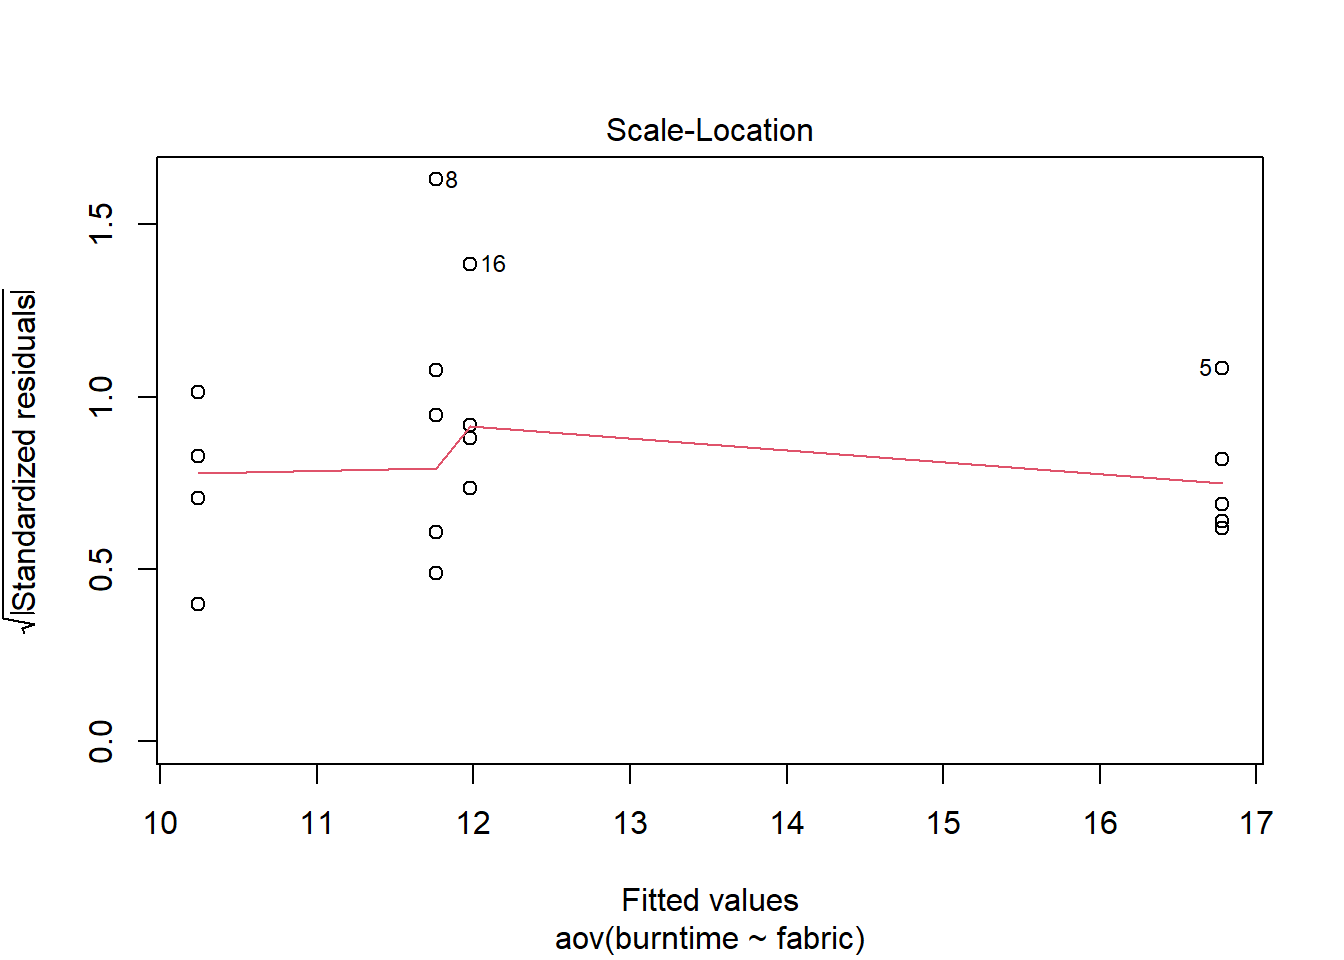 Scale-Location
√|Standardized residuals|
1.5
1.0
0.5
0.0
8
16
5
10 11 12 13 14 15 16 17
Fitted values
aov(burntime ~ fabric)